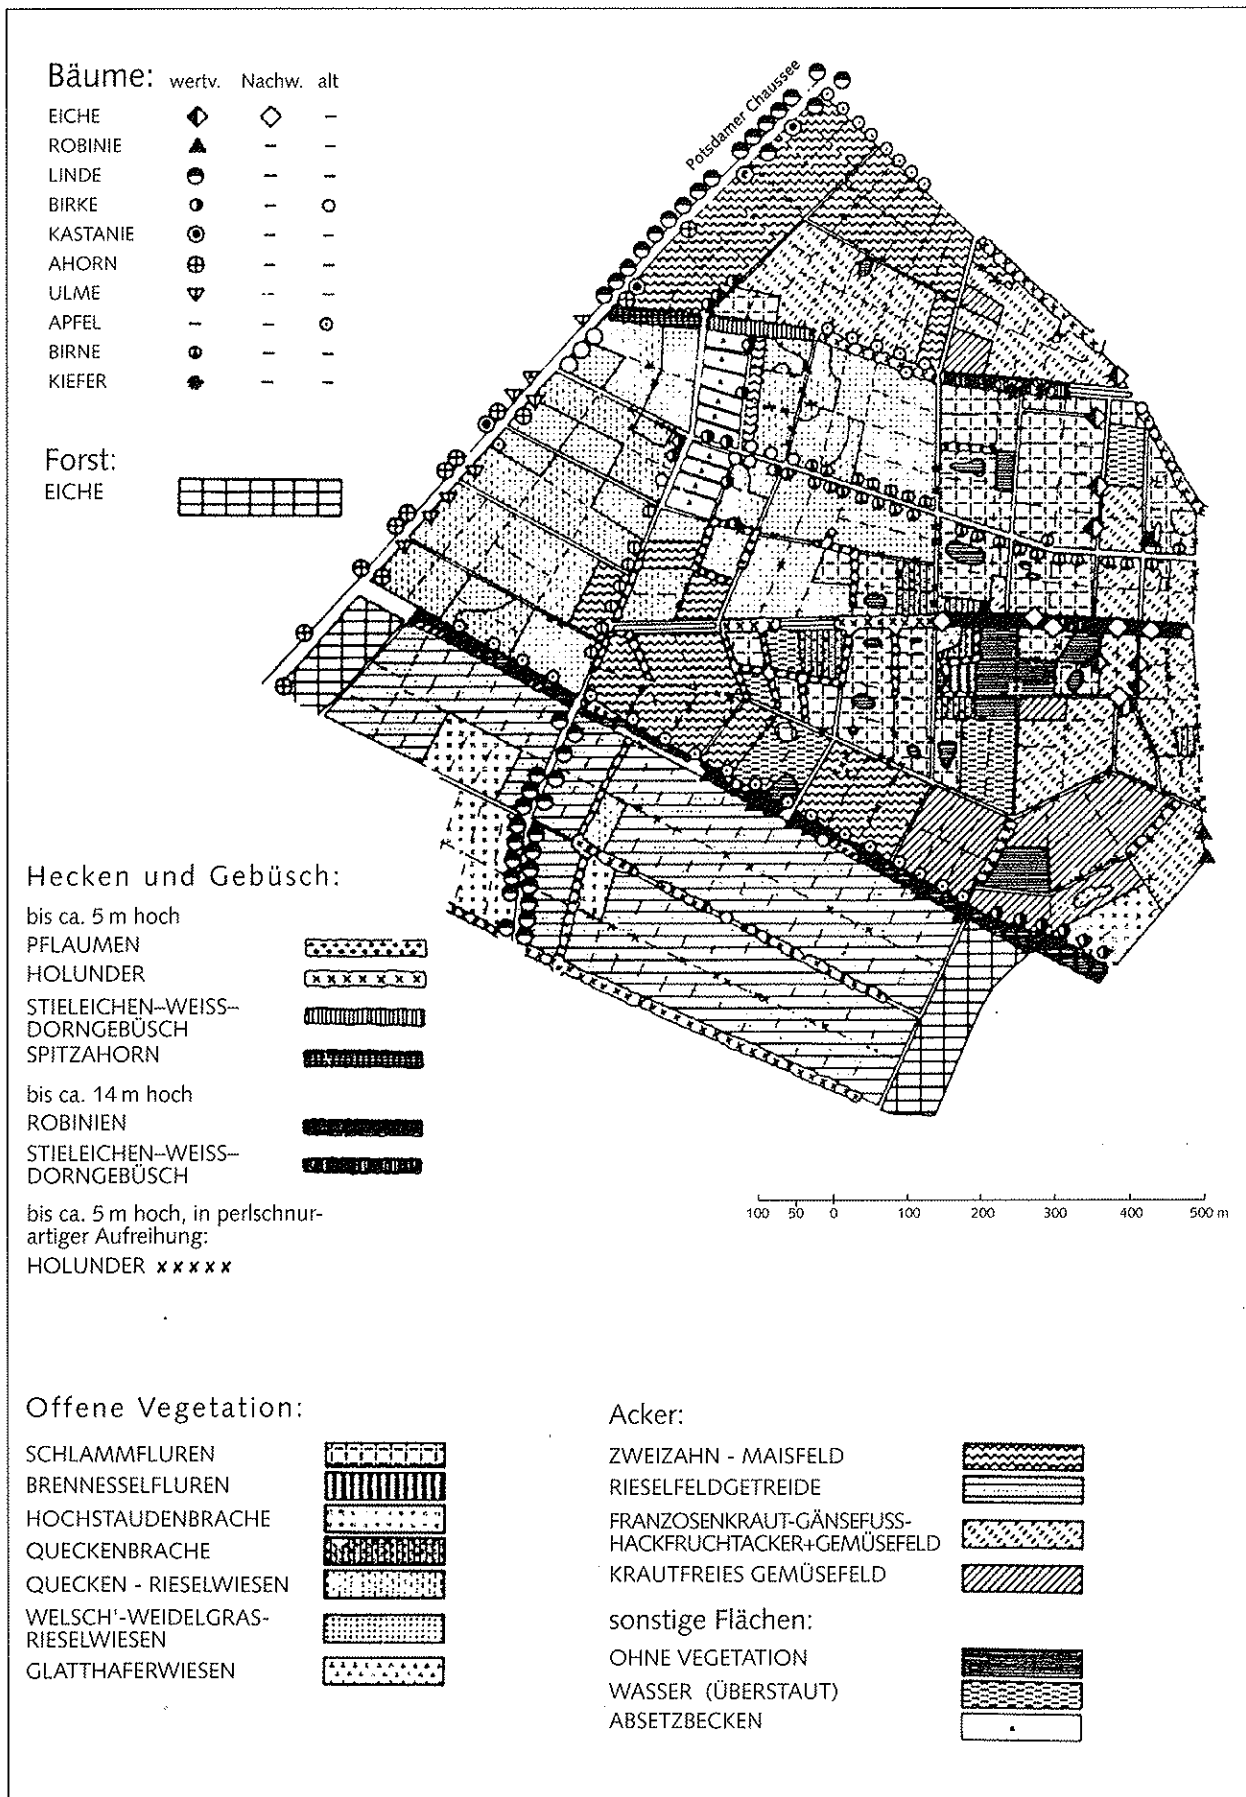 Bäume: wertv. Nachw. alt
EICHE –
ROBINIE – –
LINDE – –
BIRKE –
KASTANIE – –
AHORN – –
ULME – –
APFEL – –
BIRNE – –
KIEFER – –
Forst:
EICHE
Potsdamer Chaussee
Hecken und Gebüsch:
bis ca. 5 m hoch
PFLAUMEN
HOLUNDER
STIELEICHEN–WEISS–
DORNGEBÜSCH
SPITZAHORN
bis ca. 14 m hoch
ROBINIEN
STIELEICHEN–WEISS–
DORNGEBÜSCH
bis ca. 5 m hoch, in perlschnur-
artiger Aufreihung:
HOLUNDER xxxxx
100 50 0 100 200 300 400 500 m
Offene Vegetation:
SCHLAMMFLUREN
BRENNESSELFLUREN
HOCHSTAUDENBRACHE
QUECKENBRACHE
QUECKEN - RIESELWIESEN
WELSCH'-WEIDELGRAS-
RIESELWIESEN
GLATTHAFERWIESEN
Acker:
ZWEIZAHN - MAISFELD
RIESELFELDGETREIDE
FRANZOSENKRAUT-GÄNSEFUSS-
HACKFRUCHTACKER+GEMÜSEFELD
KRAUTFREIES GEMÜSEFELD
sonstige Flächen:
OHNE VEGETATION
WASSER (ÜBERSTAUT)
ABSETZBECKEN